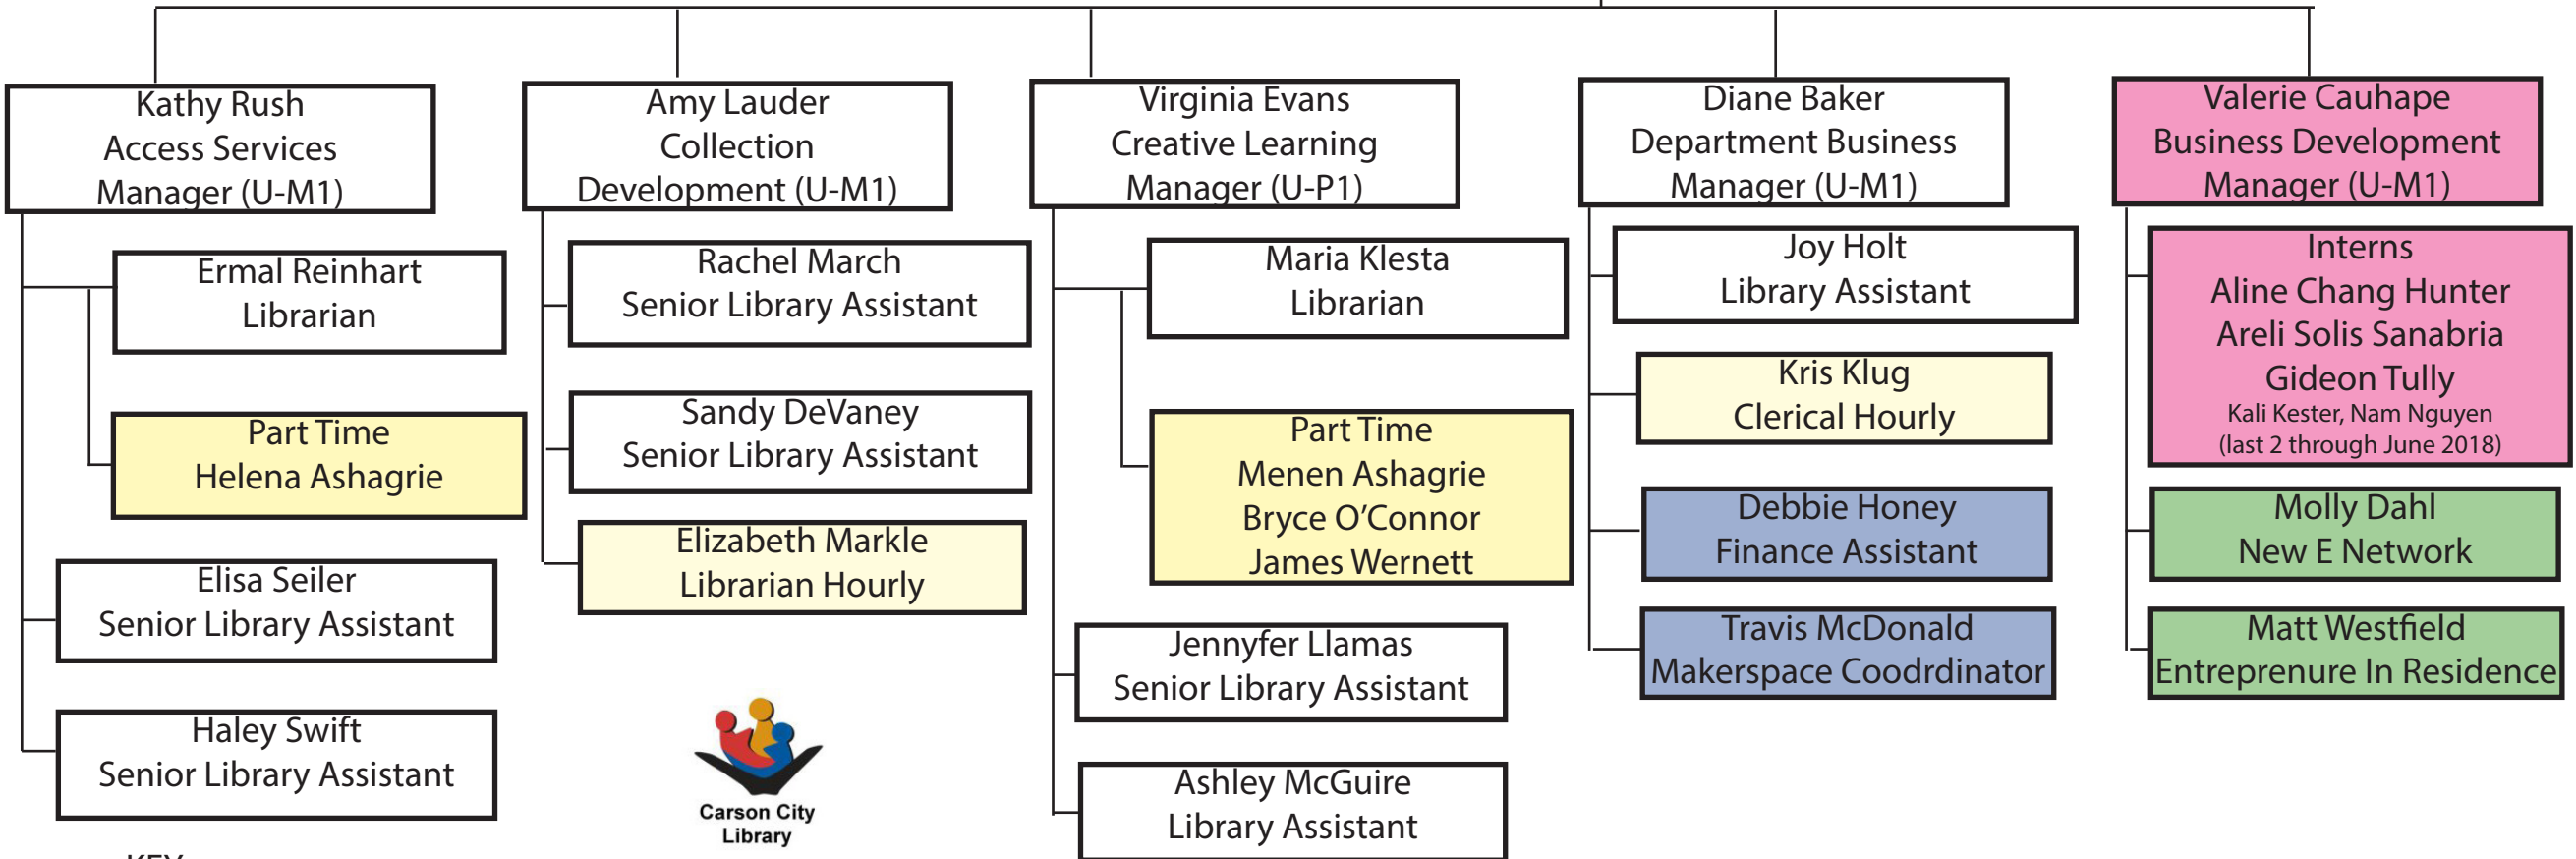 Kathy Rush
Access Services
Manager (U-M1)
Ermal Reinhart
Librarian
Part Time
Helena Ashagrie
Elisa Seiler
Senior Library Assistant
Haley Swift
Senior Library Assistant
Amy Lauder
Collection
Development (U-M1)
Rachel March
Senior Library Assistant
Sandy DeVaney
Senior Library Assistant
Elizabeth Markle
Librarian Hourly
Carson City
Library
Virginia Evans
Creative Learning
Manager (U-P1)
Maria Klesta
Librarian
Part Time
Menen Ashagrie
Bryce O’Connor
James Wernett
Jennyfer Llamas
Senior Library Assistant
Ashley McGuire
Library Assistant
Diane Baker
Department Business
Manager (U-M1)
Joy Holt
Library Assistant
Kris Klug
Clerical Hourly
Debbie Honey
Finance Assistant
Travis McDonald
Makerspace Coodrdinator
Valerie Cauhape
Business Development
Manager (U-M1)
Interns
Aline Chang Hunter
Areli Solis Sanabria
Gideon Tully
Kali Kester, Nam Nguyen
(last 2 through June 2018)
Molly Dahl
New E Network
Matt Westfield
Entreprenure In Residence
KEY